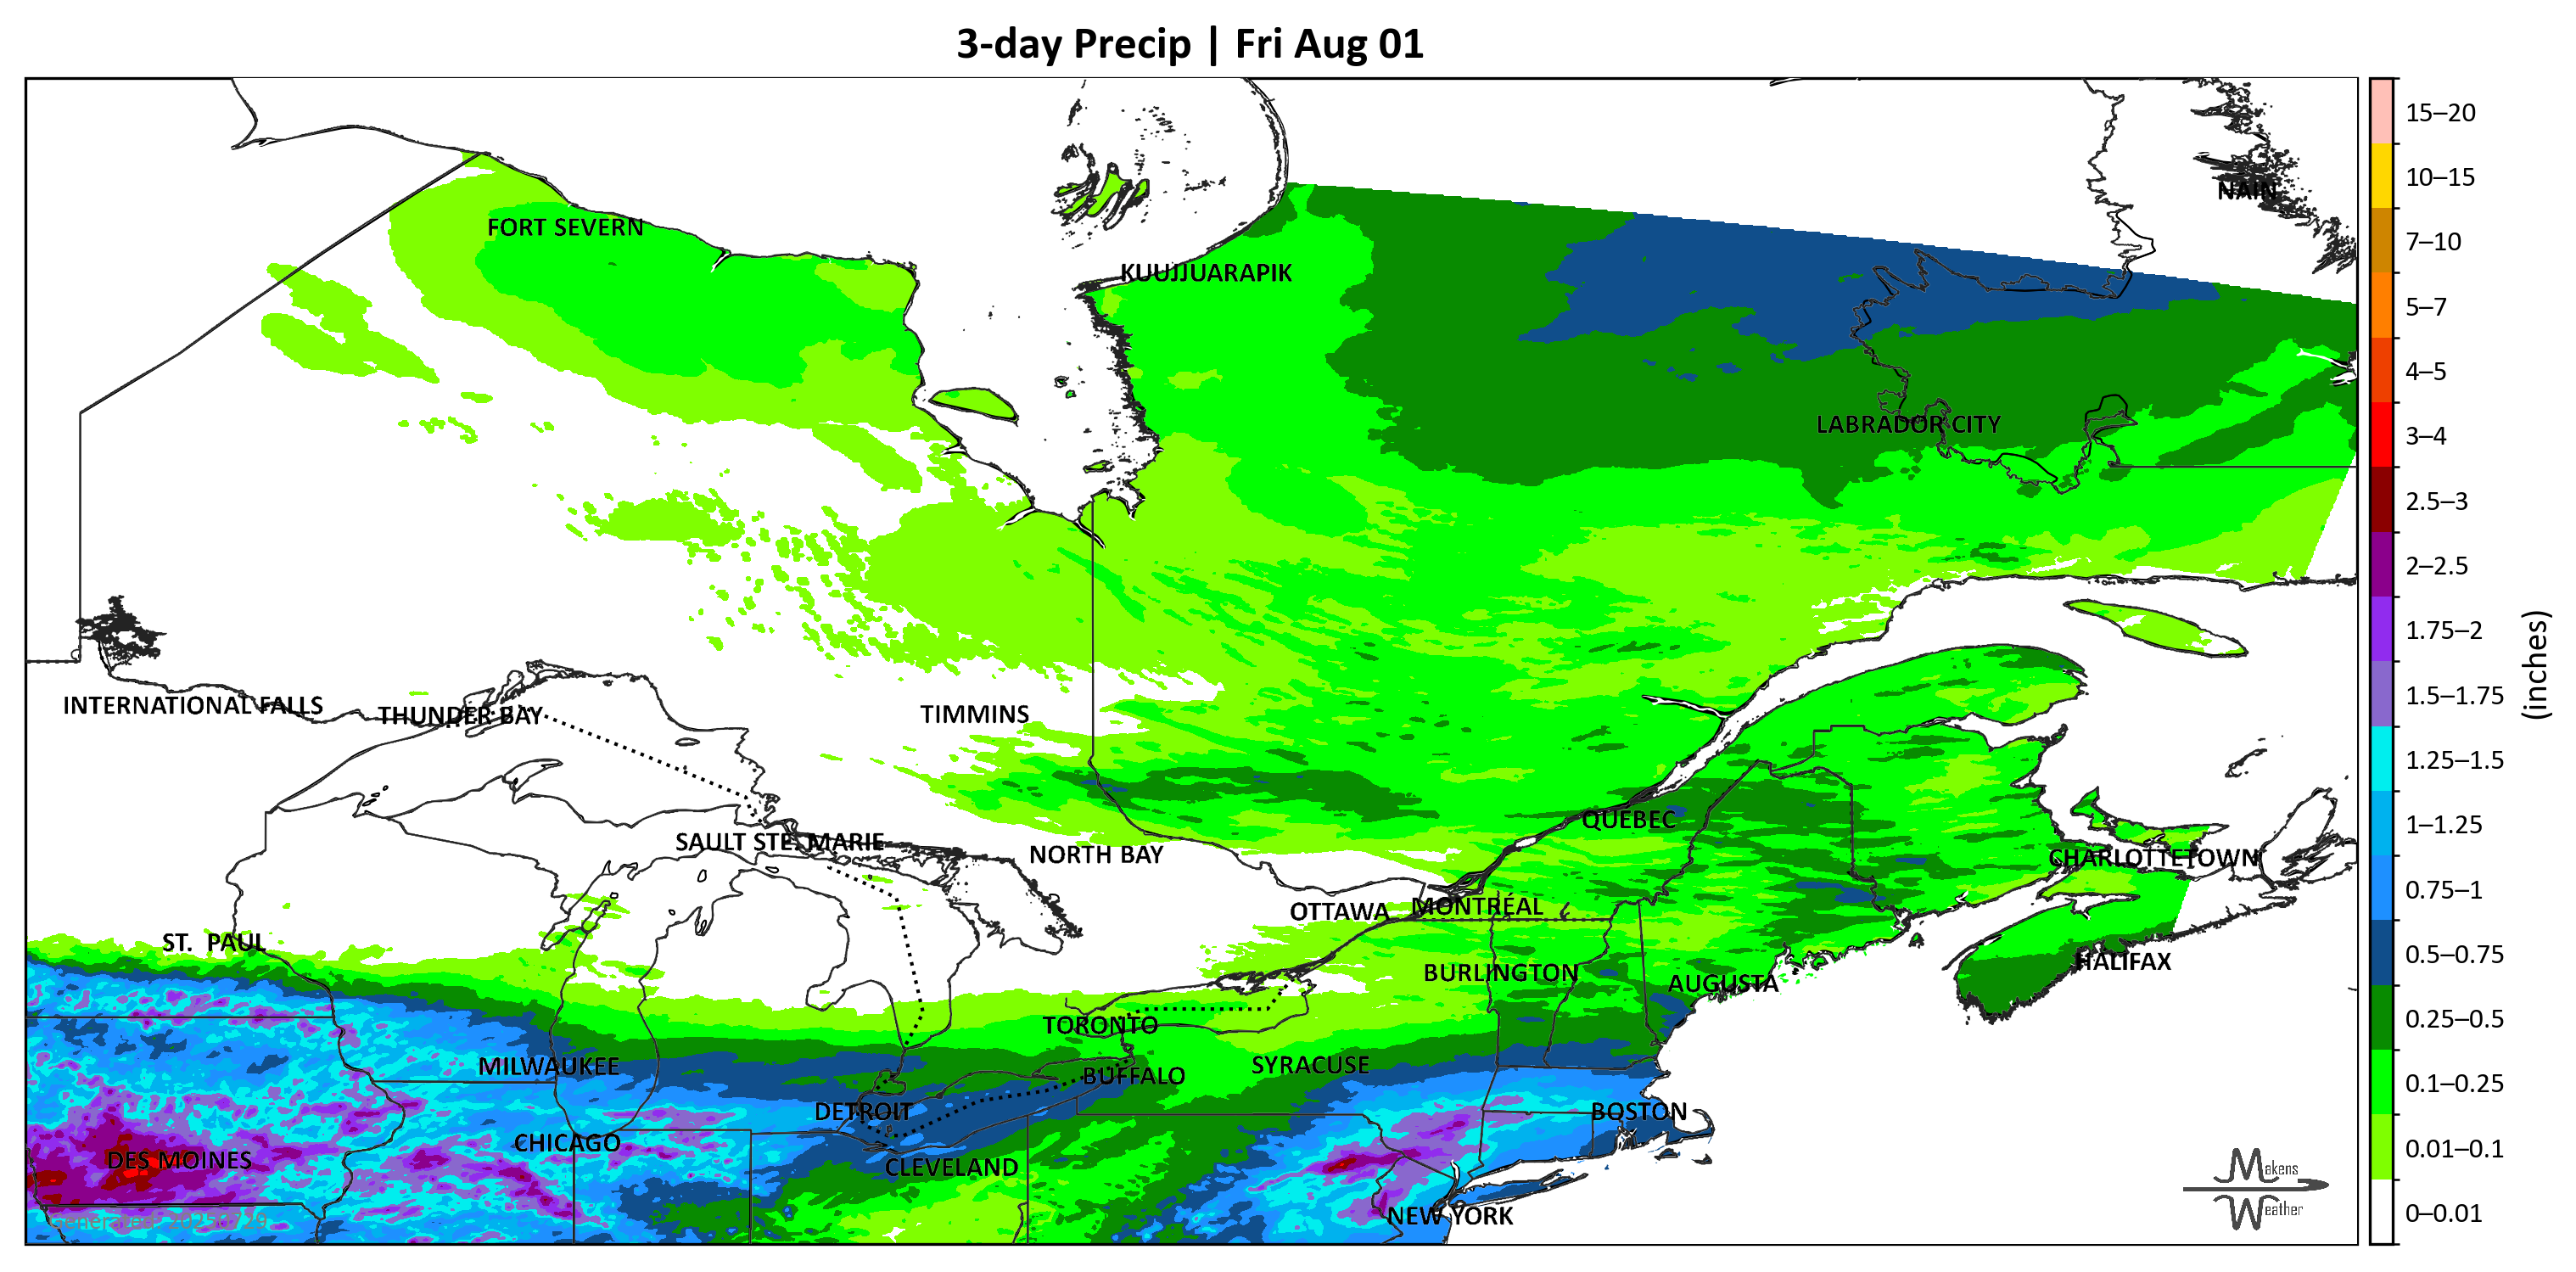 3-day Precip | Fri Aug 01
NAIN
FORT SEVERN
KUUJJUARAPIK
LABRADOR CITY
INTERNATIONAL FALLS
THUNDER BAY
TIMMINS
SAULT STE. MARIE
NORTH BAY
QUEBEC
CHARLOTTETOWN
OTTAWA
MONTRÉAL
ST. PAUL
BURLINGTON
AUGUSTA
HALIFAX
TORONTO
MILWAUKEE
SYRACUSE
BUFFALO
DETROIT
BOSTON
CHICAGO
DES MOINES
CLEVELAND
NEW YORK
Generated: 20250729
Makens
Weather
15–20
10–15
7–10
5–7
4–5
3–4
2.5–3
2–2.5
1.75–2
1.5–1.75
1.25–1.5
1–1.25
0.75–1
0.5–0.75
0.25–0.5
0.1–0.25
0.01–0.1
0–0.01
(inches)